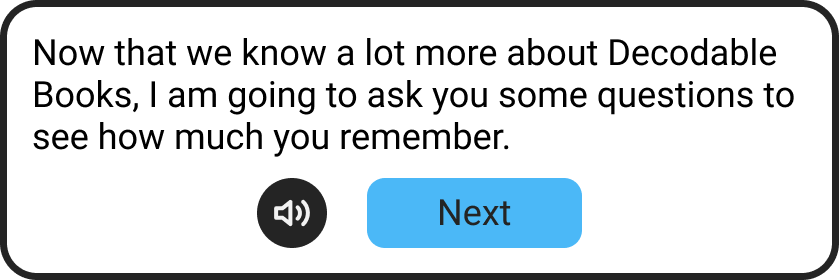 Now that we know a lot more about Decodable
Books, I am going to ask you some questions to
see how much you remember.
Next